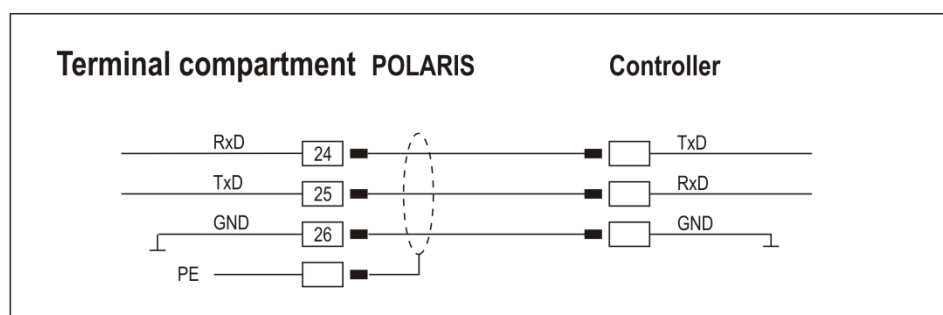 Terminal compartment POLARIS Controller
RxD 24 TxD
TxD 25 RxD
GND 26 GND
PE